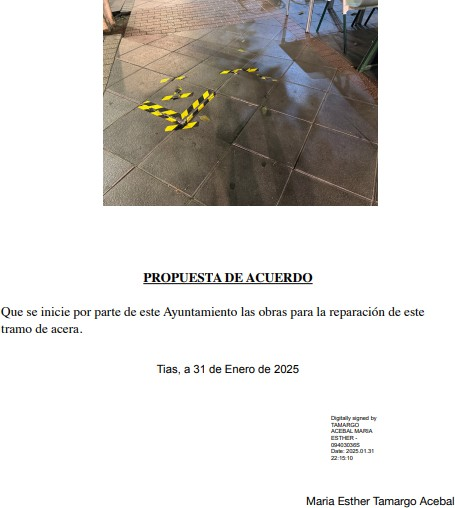 PROPUESTA DE ACUERDO
Que se inicie por parte de este Ayuntamiento las obras para la reparación de este
tramo de acera.
Tias, a 31 de Enero de 2025
Digitally signed by
TAMARGO
ACEBAL MARIA
ESTHER -
09403036S
Date: 2025.01.31
22:15:10
Maria Esther Tamargo Acebal